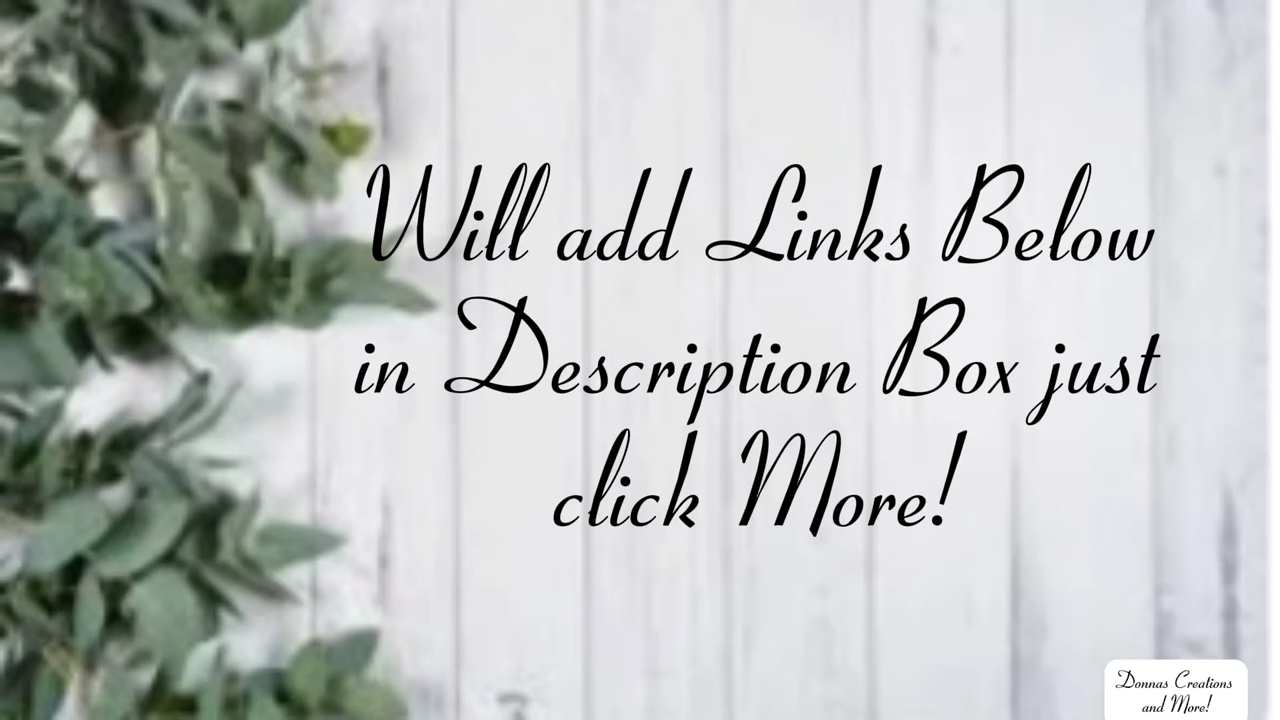 Will add Links Below
in Description Box just
click More!
Donnas Creations
and More!